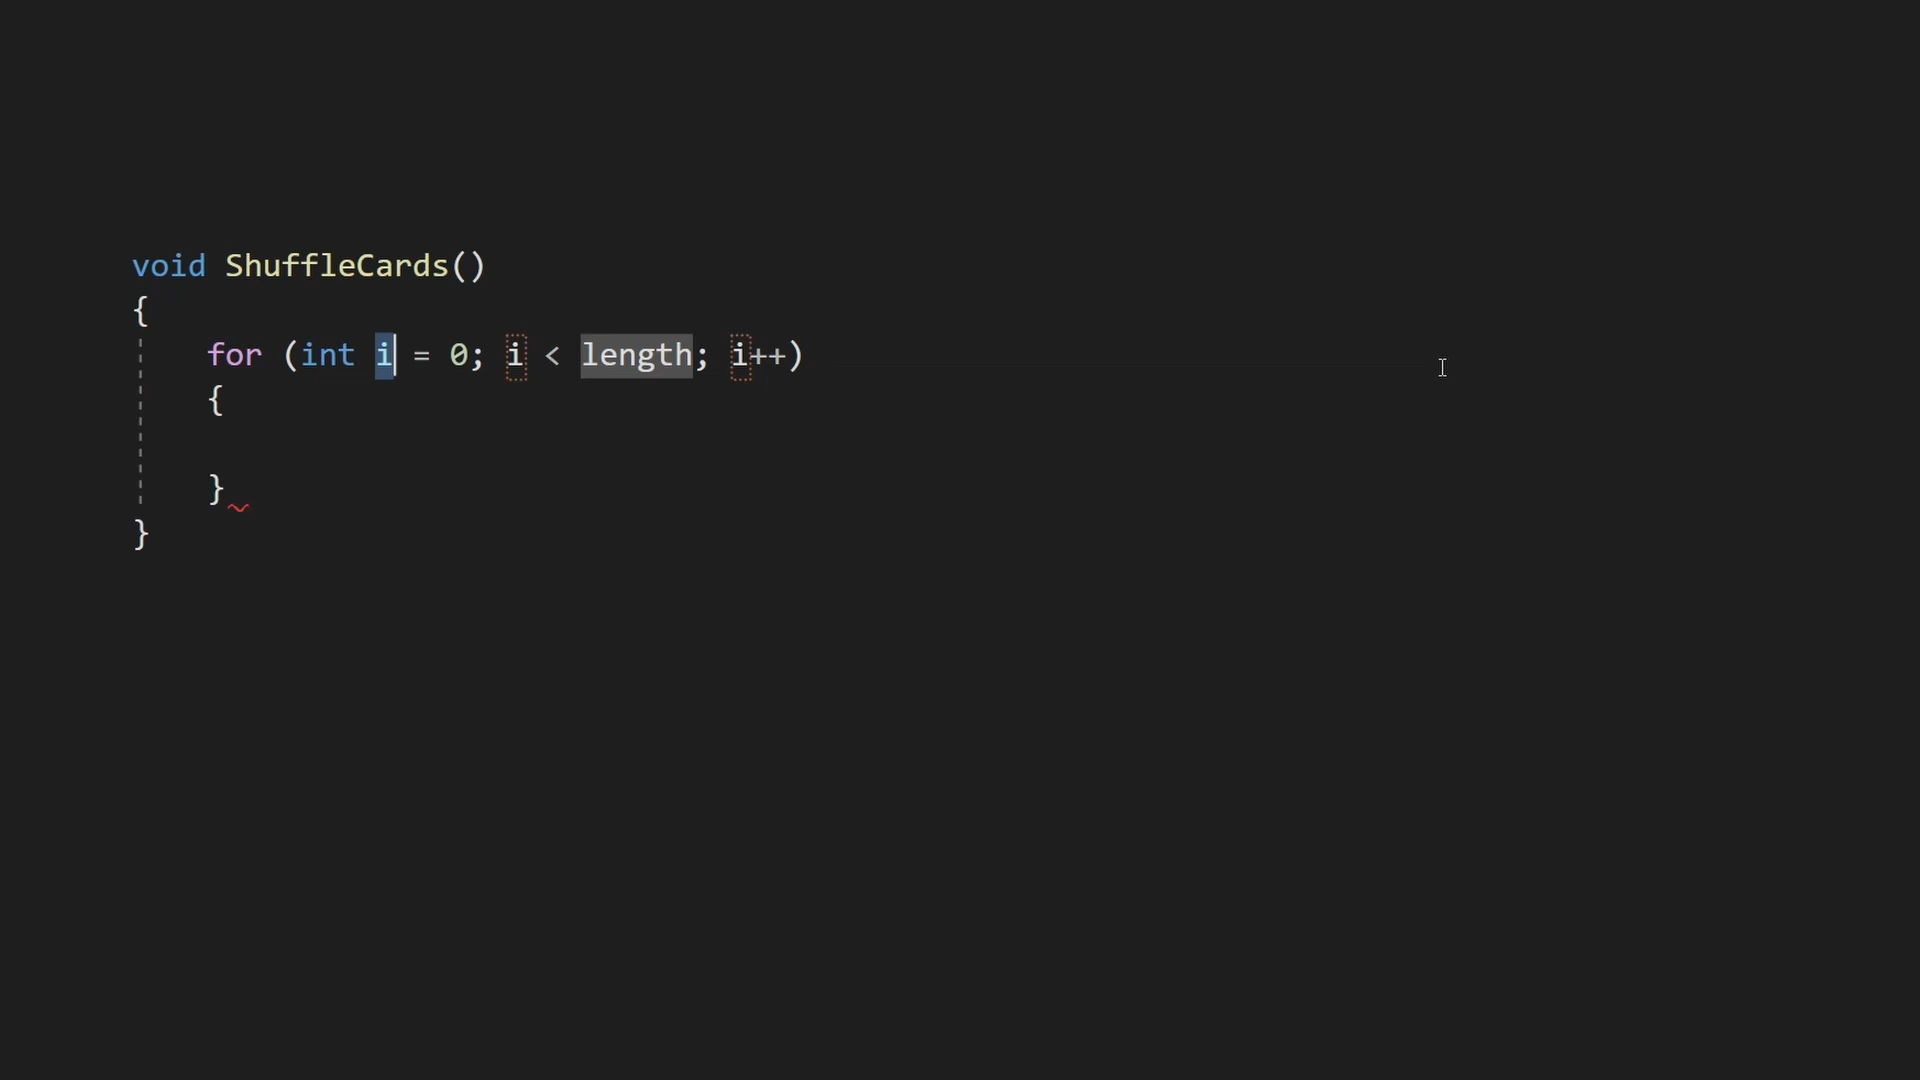 void ShuffleCards()
{
    for (int i = 0; i < length; i++)
    {
    }
}